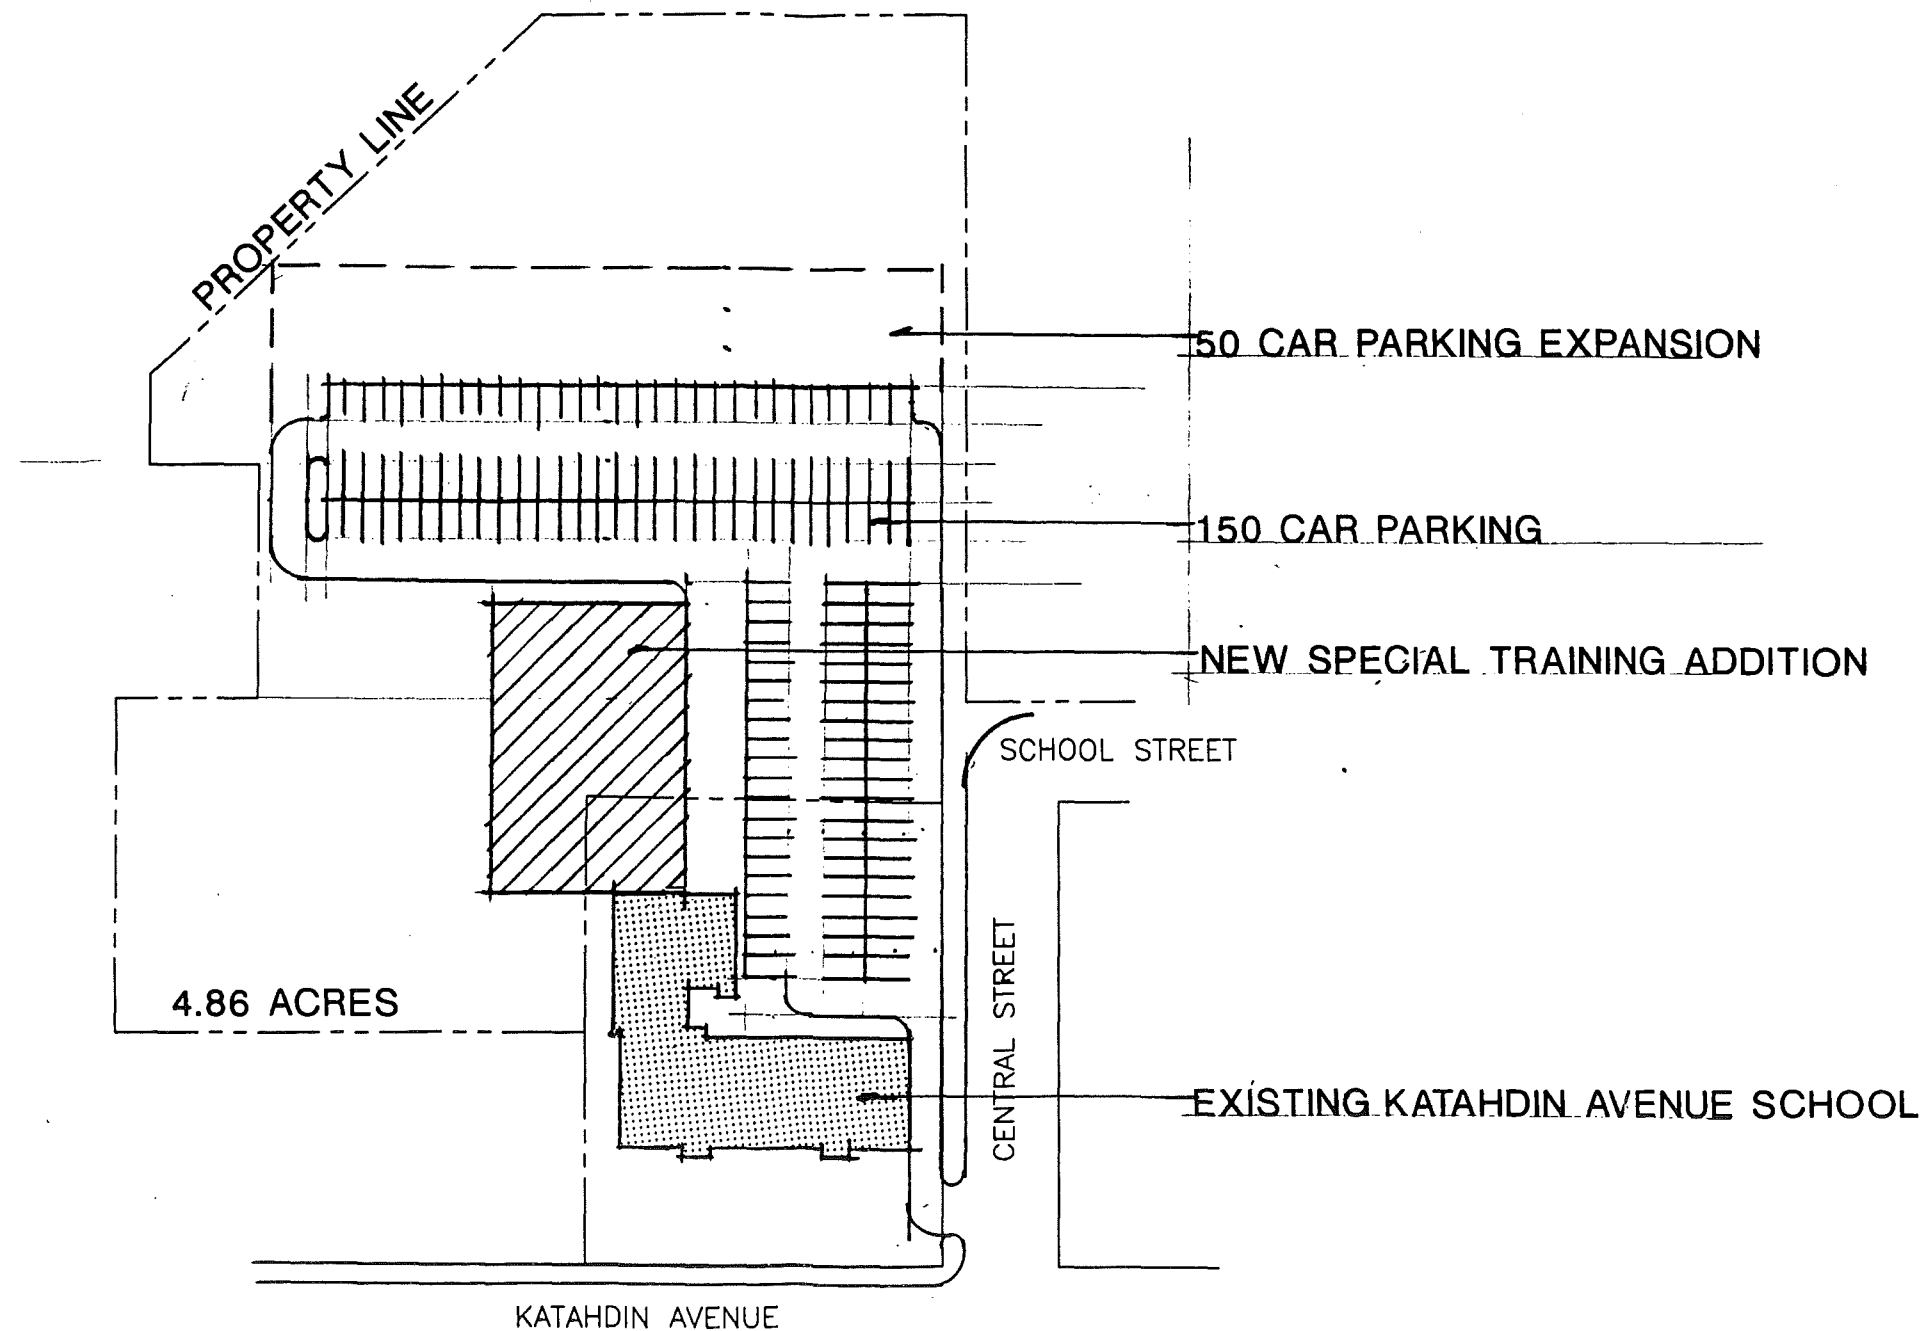 PROPERTY LINE
50 CAR PARKING EXPANSION
150 CAR PARKING
NEW SPECIAL TRAINING ADDITION
SCHOOL STREET
CENTRAL STREET
4.86 ACRES
EXISTING KATAHDIN AVENUE SCHOOL
KATAHDIN AVENUE